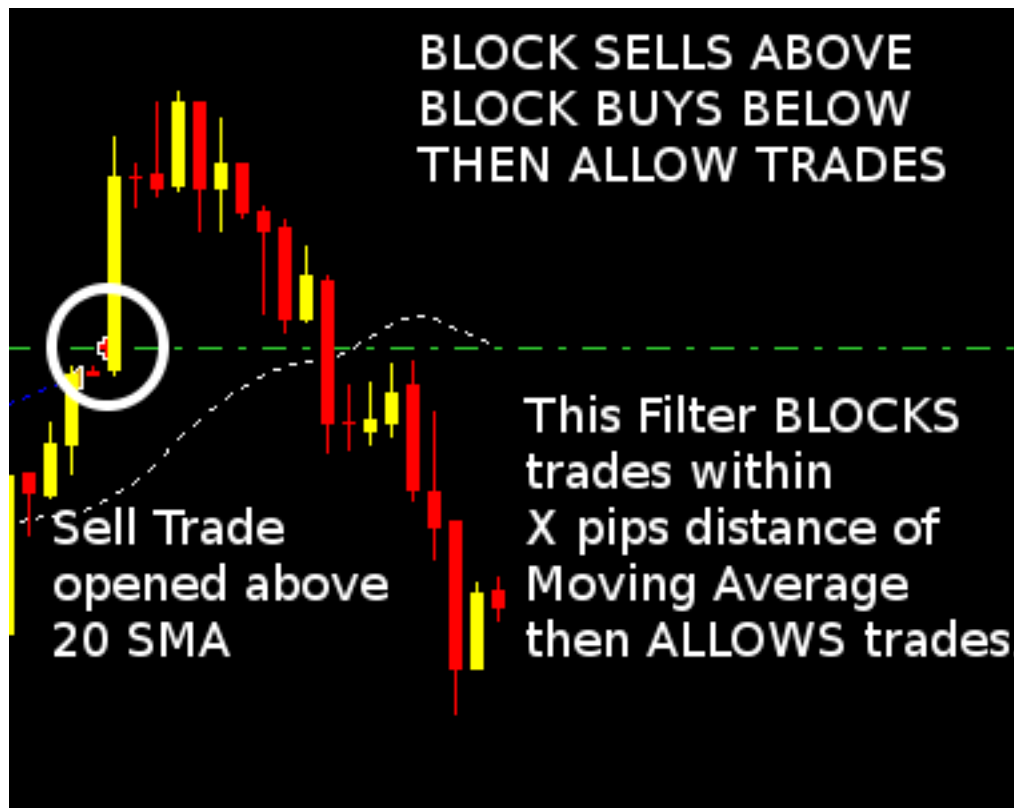 BLOCK SELLS ABOVE
BLOCK BUYS BELOW
THEN ALLOW TRADES
This Filter BLOCKS
trades within
X pips distance of
Moving Average
then ALLOWS trades
Sell Trade
opened above
20 SMA